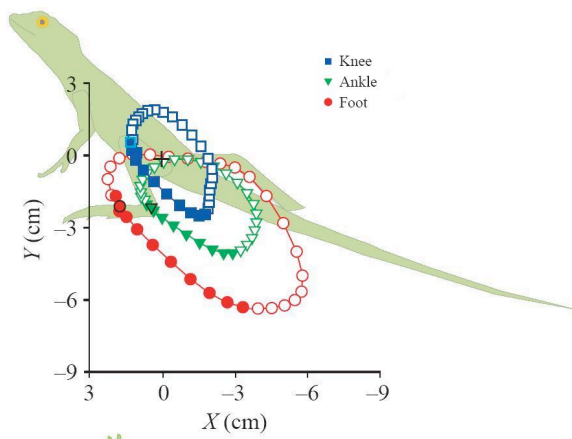 Knee
Ankle
Foot
3
0
−3
−6
−9
Y (cm)
3 0 −3 −6 −9
X (cm)